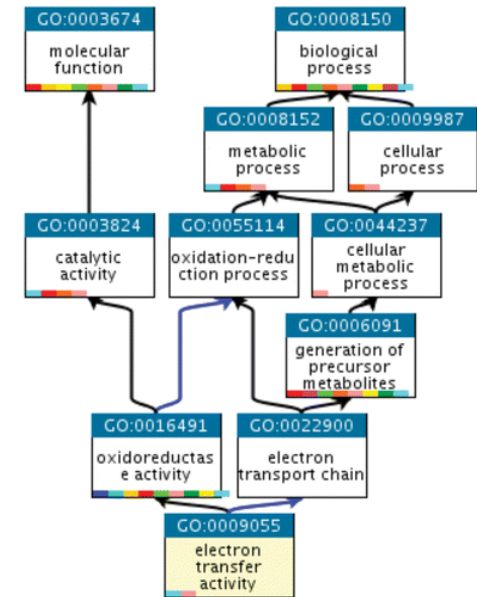 GO:0003674
molecular
function
GO:0008150
biological
process
GO:0008152
metabolic
process
GO:0009987
cellular
process
GO:0003824
catalytic
activity
GO:0055114
oxidation-redu
ction process
GO:0044237
cellular
metabolic
process
GO:0006091
generation of
precursor
metabolites
GO:0016491
oxidoreductas
e activity
GO:0022900
electron
transport chain
GO:0009055
electron
transfer
activity